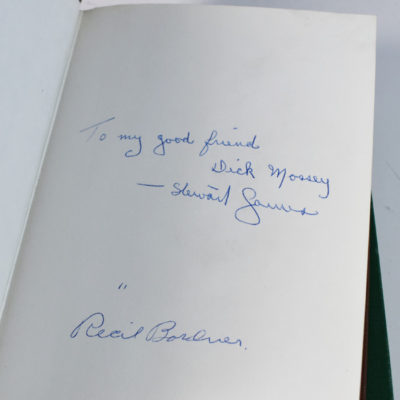 To my good friend
Dick Mossey
— Stewart James
"
Recil Bordner.